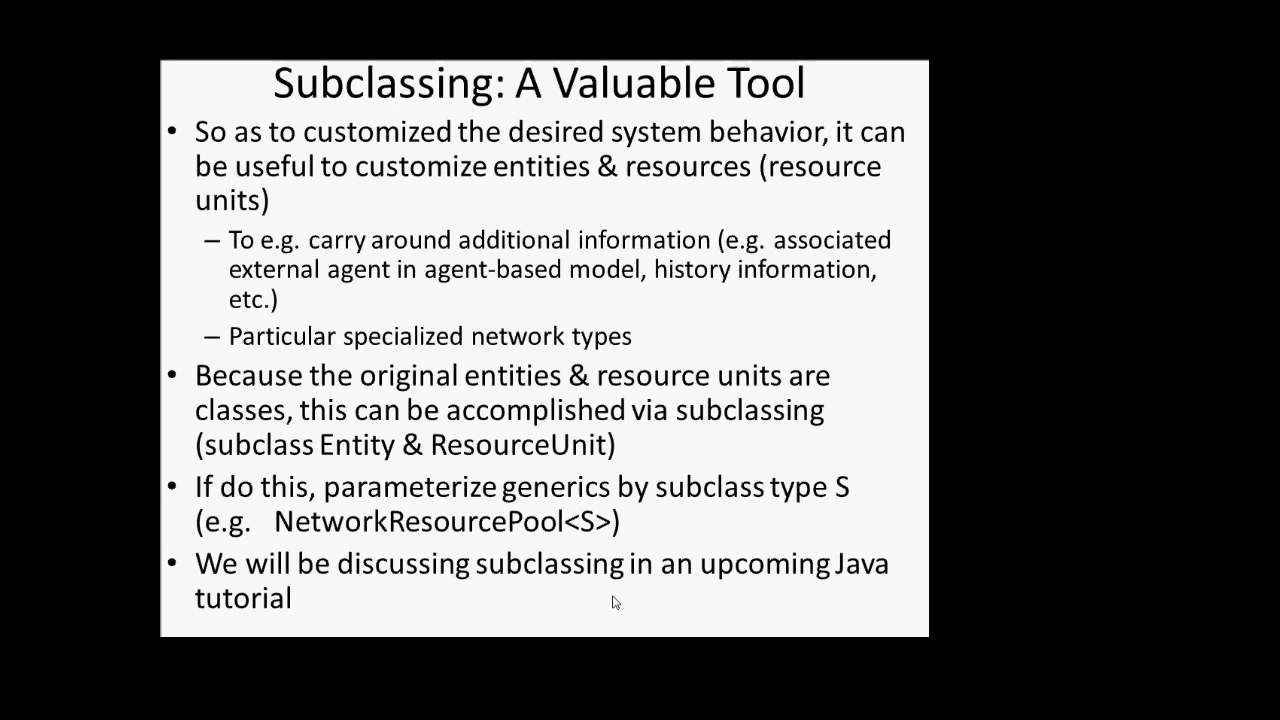 Subclassing: A Valuable Tool
• So as to customized the desired system behavior, it can
be useful to customize entities & resources (resource
units)
– To e.g. carry around additional information (e.g. associated
external agent in agent-based model, history information,
etc.)
– Particular specialized network types
• Because the original entities & resource units are
classes, this can be accomplished via subclassing
(subclass Entity & ResourceUnit)
• If do this, parameterize generics by subclass type S
(e.g. NetworkResourcePool<S>)
• We will be discussing subclassing in an upcoming Java
tutorial